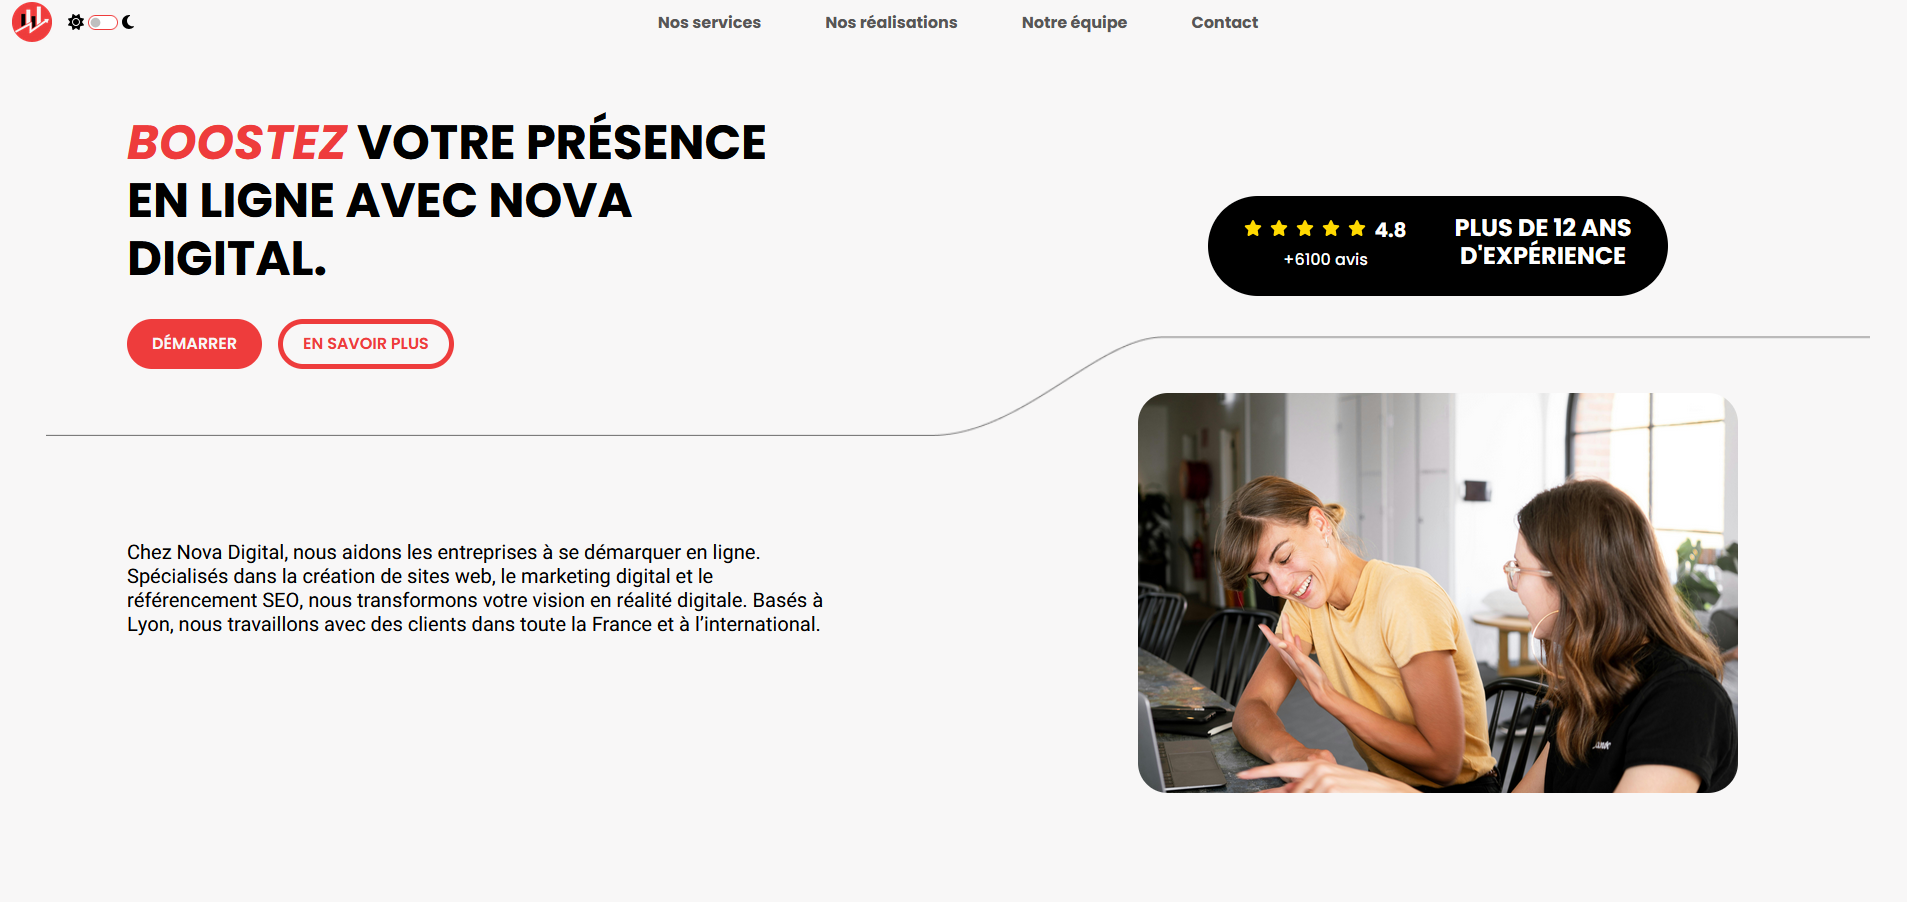 Nos services
Nos réalisations
Notre équipe
Contact
BOOSTEZ VOTRE PRÉSENCE
EN LIGNE AVEC NOVA
DIGITAL.
DÉMARRER
EN SAVOIR PLUS
4.8
+6100 avis
PLUS DE 12 ANS
D'EXPÉRIENCE
Chez Nova Digital, nous aidons les entreprises à se démarquer en ligne.
Spécialisés dans la création de sites web, le marketing digital et le
référencement SEO, nous transformons votre vision en réalité digitale. Basés à
Lyon, nous travaillons avec des clients dans toute la France et à l’international.